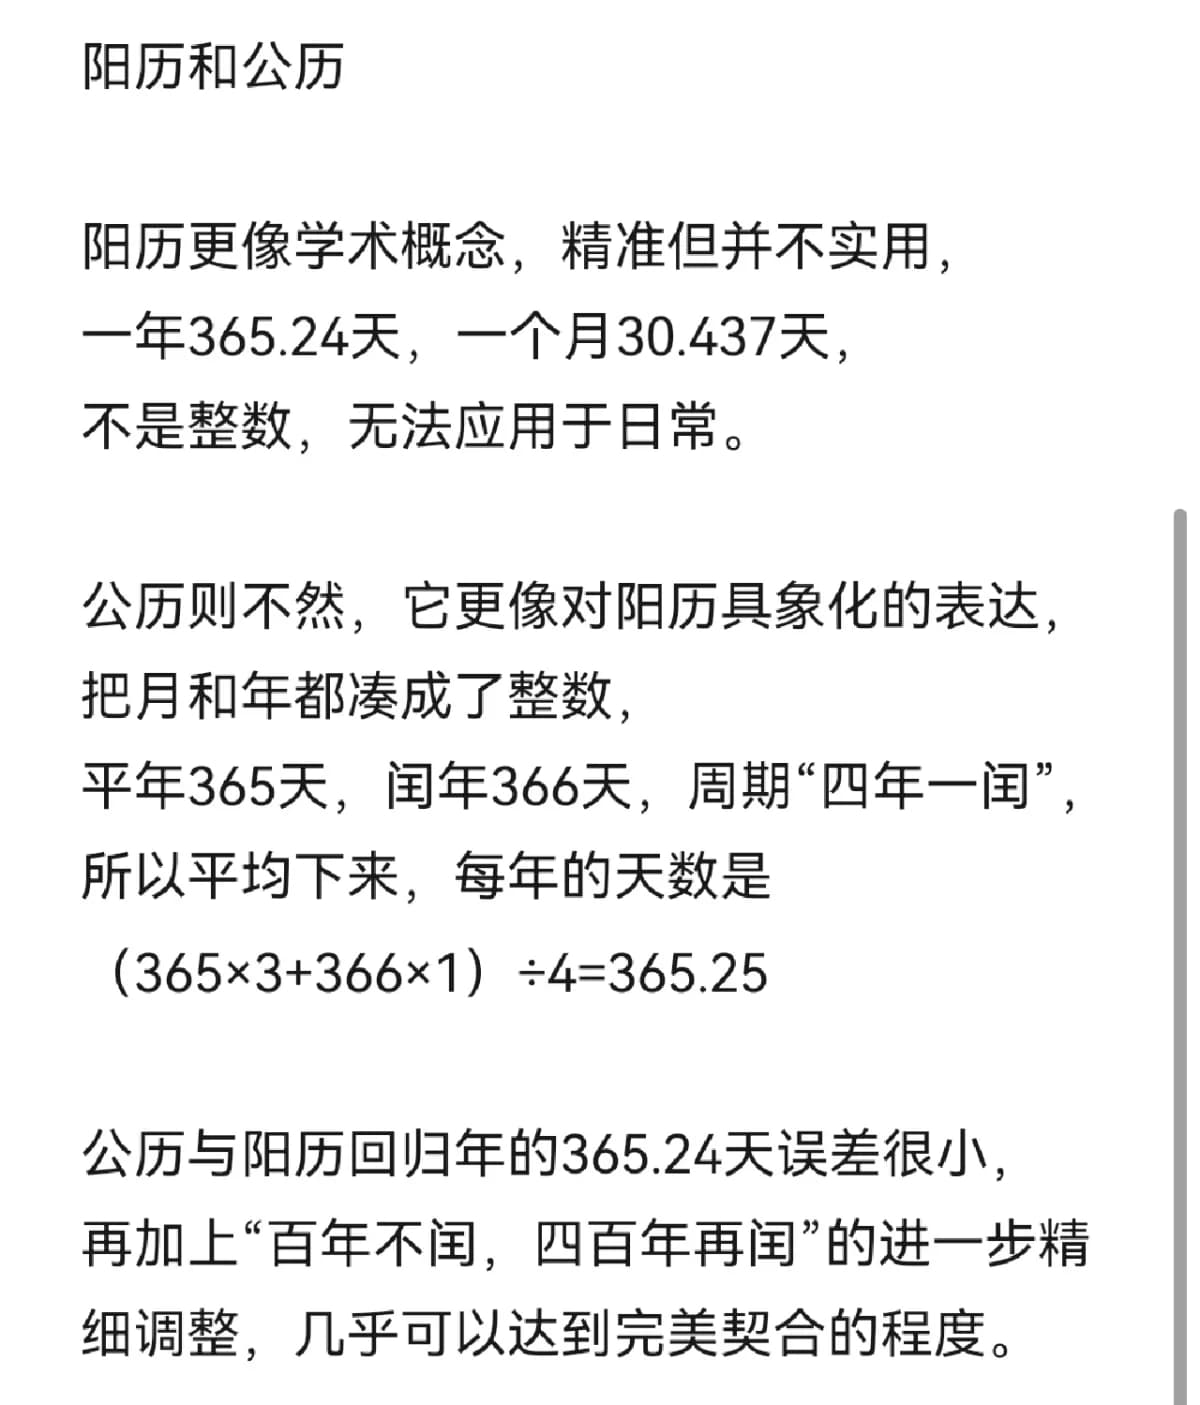 阳历和公历
阳历更像学术概念，精准但并不实用，
一年365.24天，一个月30.437天，
不是整数，无法应用于日常。
公历则不然，它更像对阳历具象化的表达，
把月和年都凑成了整数，
平年365天，闰年366天，周期“四年一闰”，
所以平均下来，每年的天数是
（365×3+366×1）÷4=365.25
公历与阳历回归年的365.24天误差很小，
再加上“百年不闰，四百年再闰”的进一步精
细调整，几乎可以达到完美契合的程度。